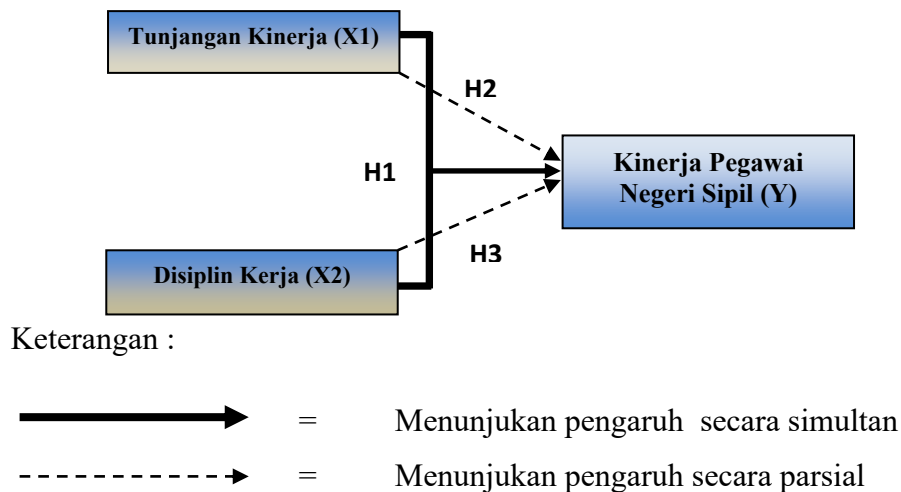 Tunjangan Kinerja (X1)
H2
Kinerja Pegawai
Negeri Sipil (Y)
H1
H3
Disiplin Kerja (X2)
Keterangan :
= Menunjukan pengaruh secara simultan
= Menunjukan pengaruh secara parsial